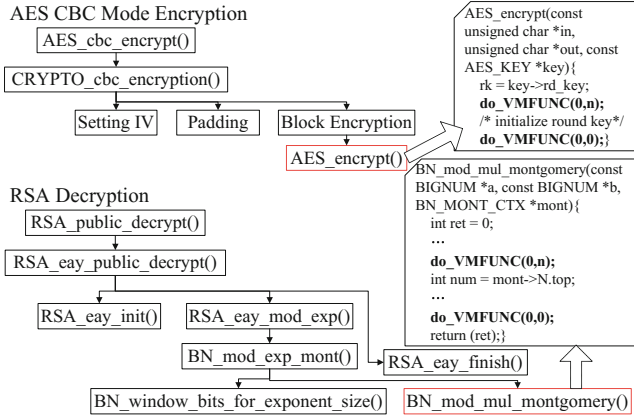 AES CBC Mode Encryption
AES_cbc_encrypt()
CRYPTO_cbc_encryption()
Setting IV
Padding
Block Encryption
AES_encrypt()
AES_encrypt(const
unsigned char *in,
unsigned char *out, const
AES_KEY *key){
rk = key->rd_key;
do_VMFUNC(0,n);
/* initialize round key*/
do_VMFUNC(0,0);}
RSA Decryption
RSA_public_decrypt()
RSA_eay_public_decrypt()
RSA_eay_init()
RSA_eay_mod_exp()
BN_mod_exp_mont()
RSA_eay_finish()
BN_window_bits_for_exponent_size()
BN_mod_mul_montgomery()
BN_mod_mul_montgomery(const
BIGNUM *a, const BIGNUM *b,
BN_MONT_CTX *mont){
int ret = 0;
...
do_VMFUNC(0,n);
int num = mont->N.top;
...
do_VMFUNC(0,0);
return (ret);}